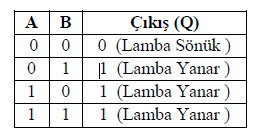 A B Çıkış (Q)
0 0 0 (Lamba Sönük )
0 1 1 (Lamba Yanar )
1 0 1 (Lamba Yanar )
1 1 1 (Lamba Yanar )